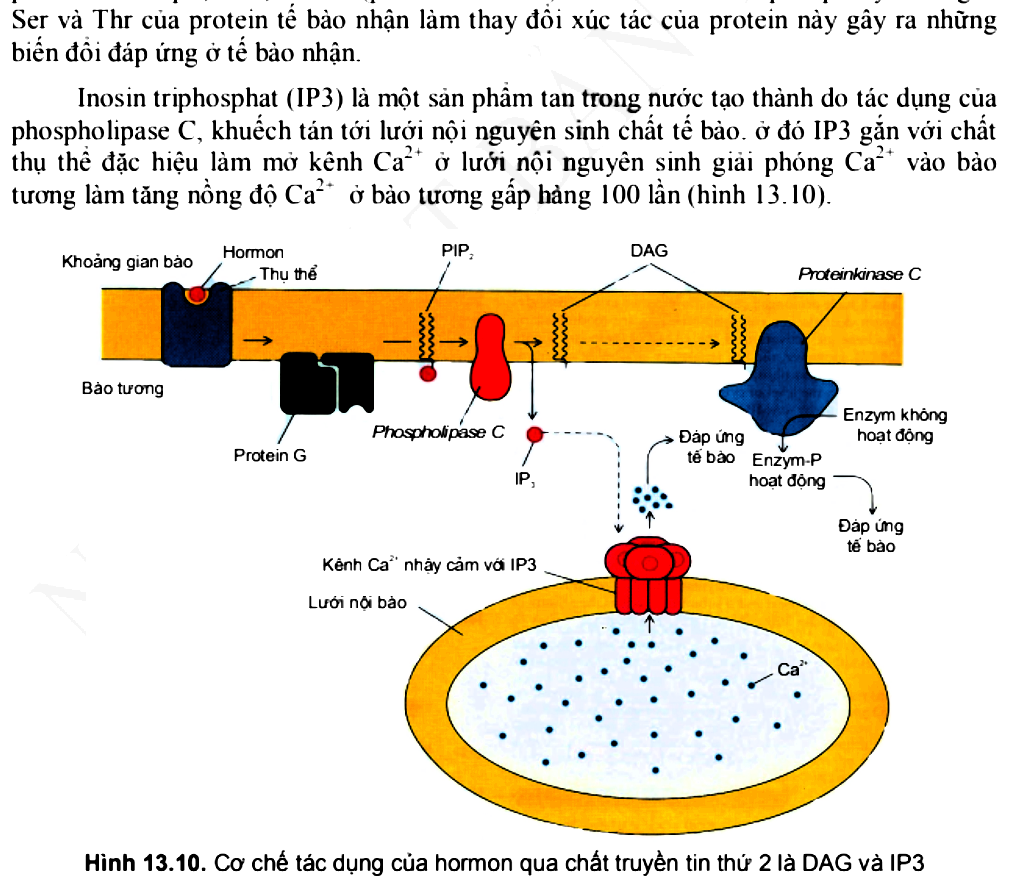 Ser và Thr của protein tế bào nhận làm thay đổi xúc tác của protein này gây ra những
biến đổi đáp ứng ở tế bào nhận.
Inosin triphosphat (IP3) là một sản phẩm tan trong nước tạo thành do tác dụng của
phospholipase C, khuếch tán tới lưới nội nguyên sinh chất tế bào. ở đó IP3 gắn với chất
thụ thể đặc hiệu làm mở kênh Ca²⁺ ở lưới nội nguyên sinh giải phóng Ca²⁺ vào bào
tương làm tăng nồng độ Ca²⁺ ở bào tương gấp hàng 100 lần (hình 13.10).
Khoảng gian bào
Hormon
Thụ thể
PIP₂
DAG
Proteinkinase C
Bào tương
Protein G
Phospholipase C
IP₃
Đáp ứng
tế bào
Enzym không
hoạt động
Enzym-P
hoạt động
Đáp ứng
tế bào
Kênh Ca²⁺ nhậy cảm với IP3
Lưới nội bào
Ca²⁺
Hình 13.10. Cơ chế tác dụng của hormon qua chất truyền tin thứ 2 là DAG và IP3